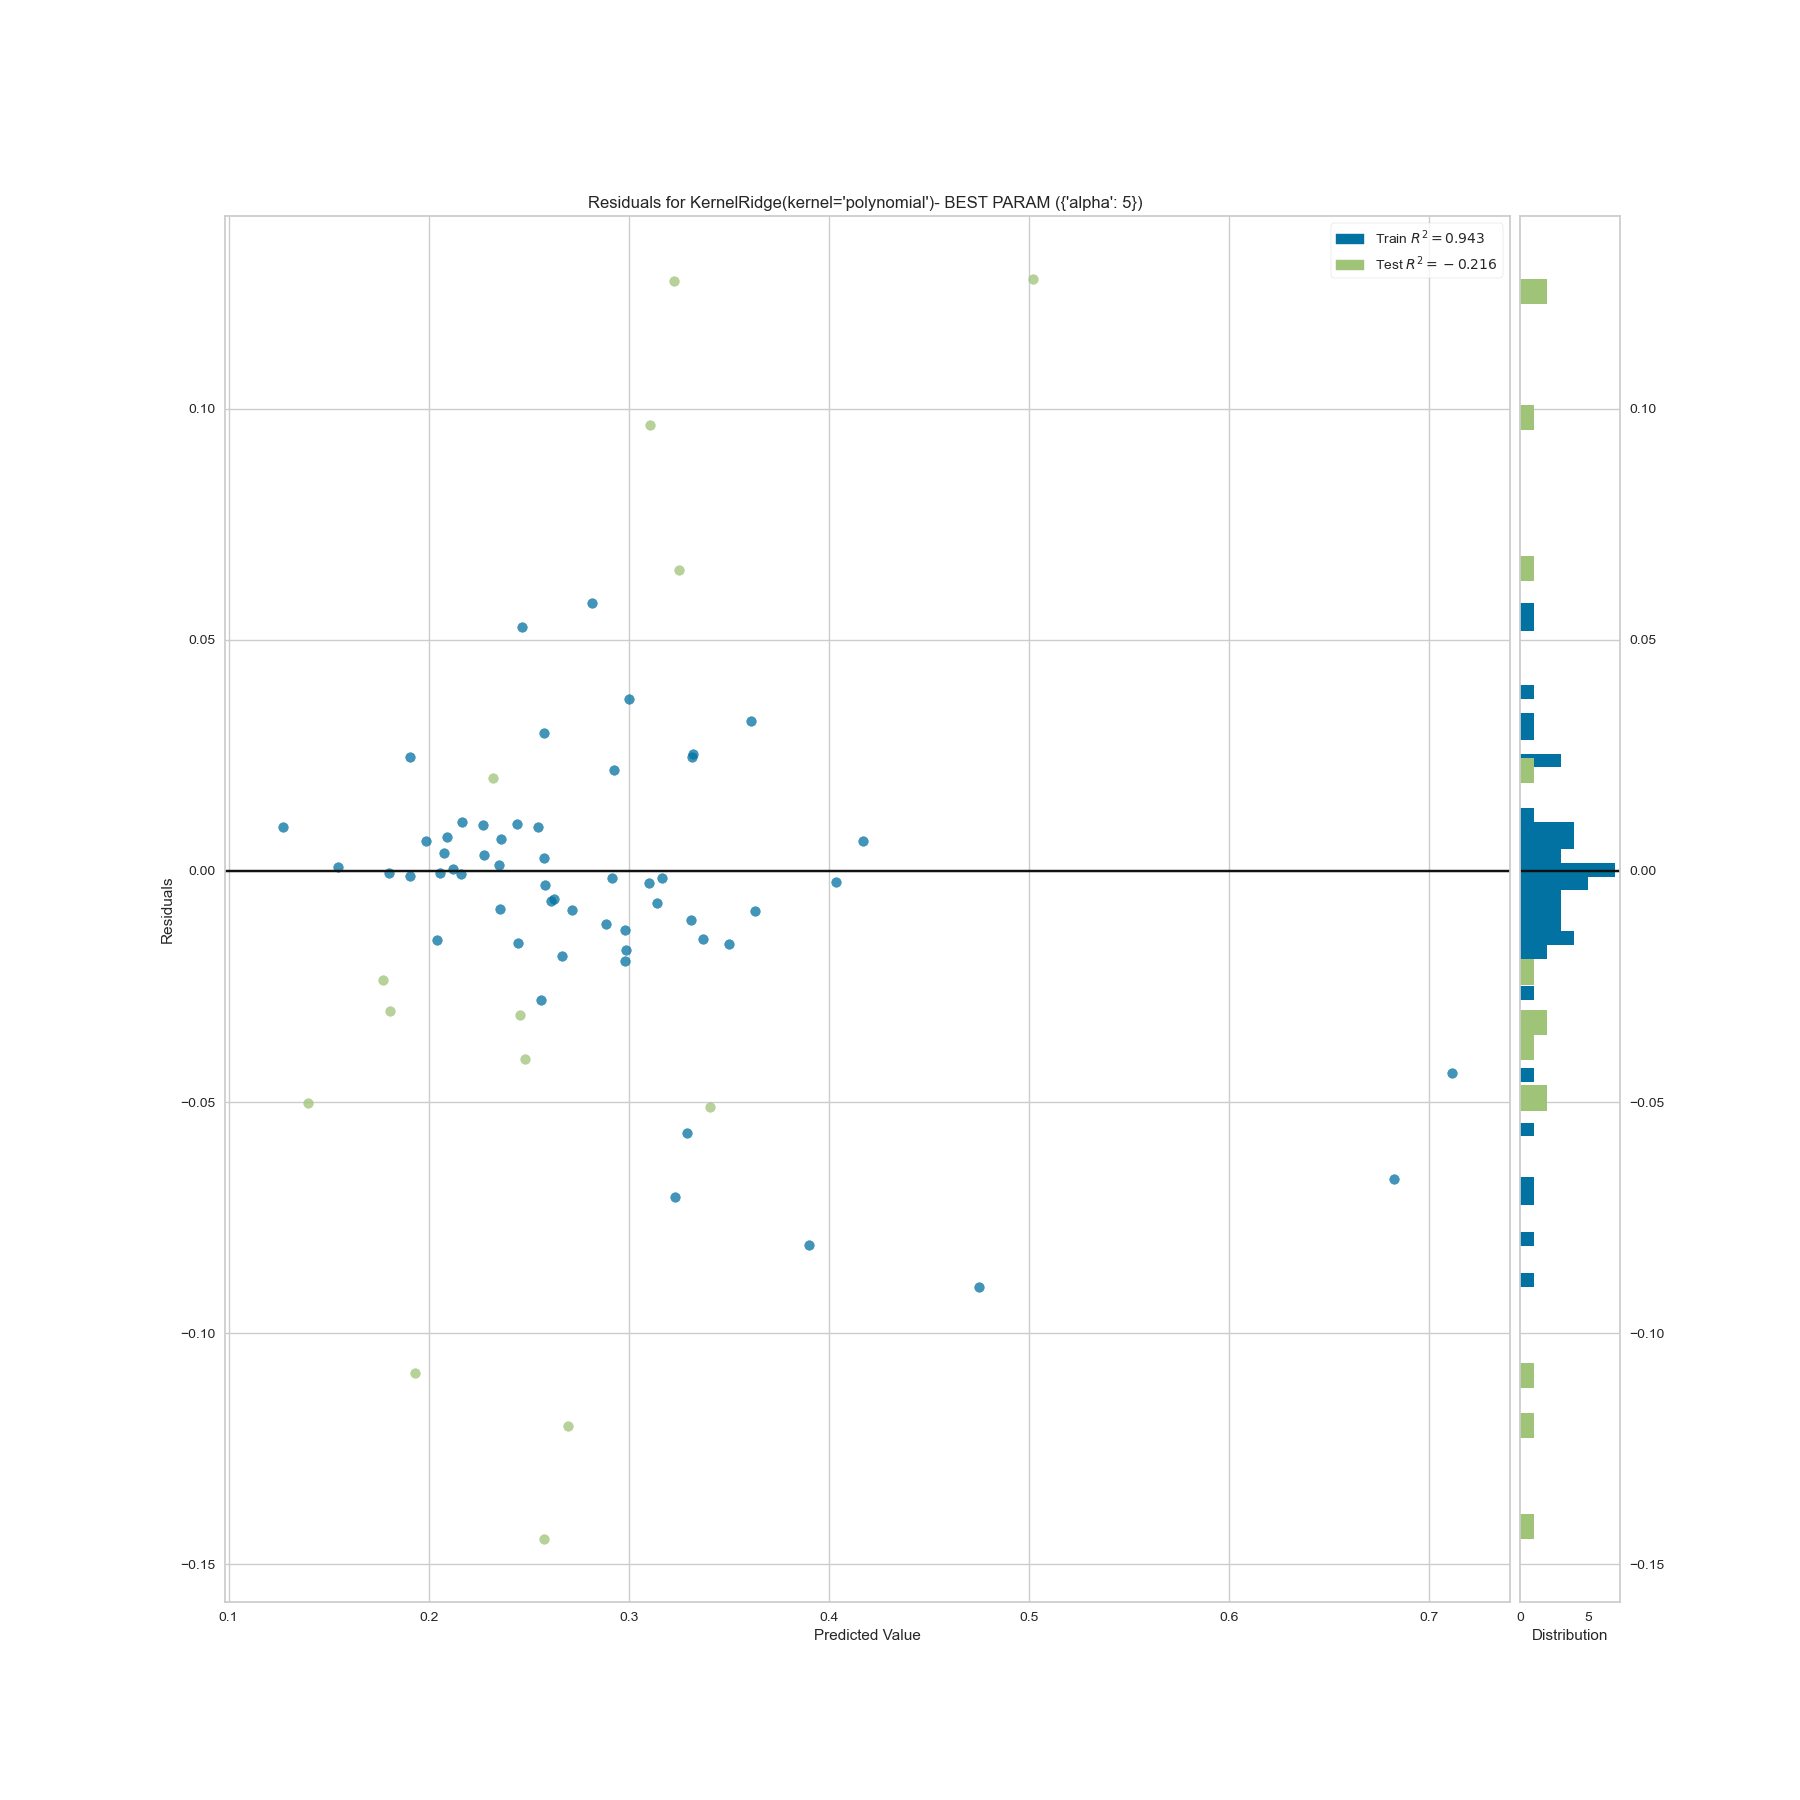 Residuals for KernelRidge(kernel='polynomial')- BEST PARAM ({'alpha': 5})
Train R² = 0.943
Test R² = −0.216
Residuals
0.10
0.05
0.00
−0.05
−0.10
−0.15
0.10
0.05
0.00
−0.05
−0.10
−0.15
0.1 0.2 0.3 0.4 0.5 0.6 0.7
0 5
Predicted Value
Distribution